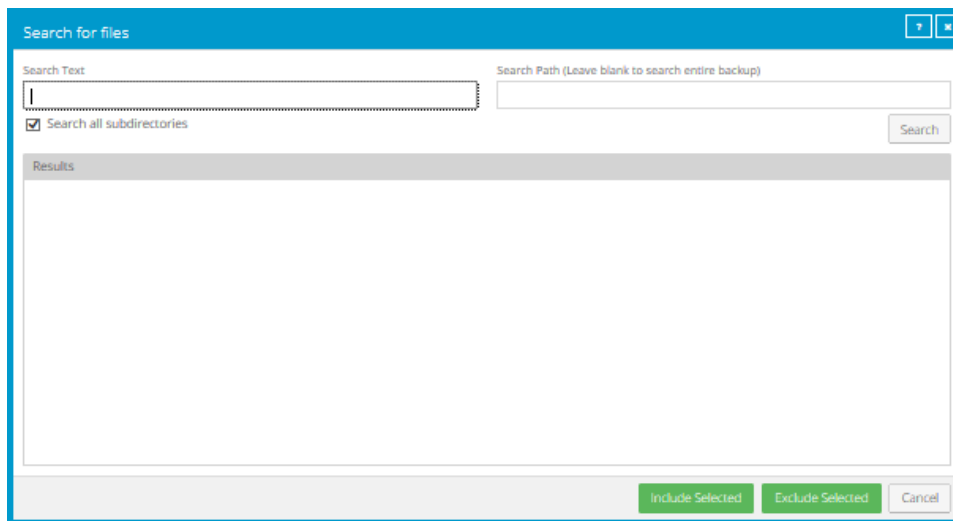 Search for files
?
Search Text
Search Path (Leave blank to search entire backup)
Search all subdirectories
Search
Results
Include Selected
Exclude Selected
Cancel